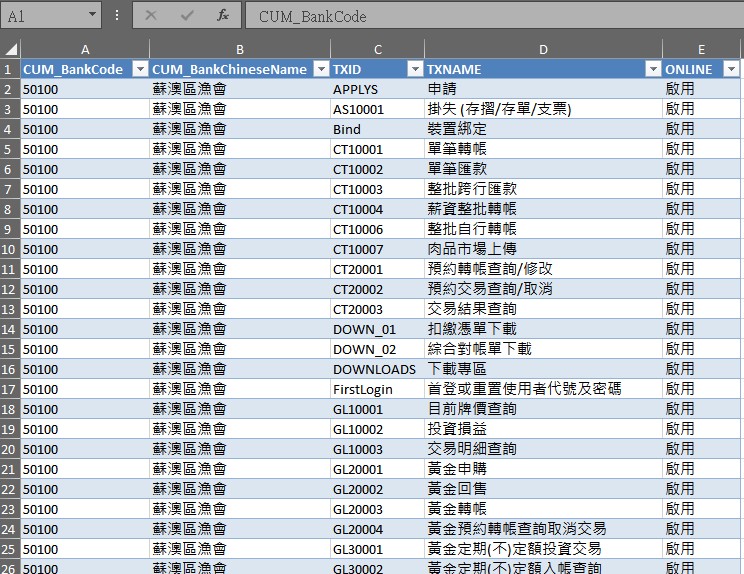 A1 fx CUM_BankCode
A B C D E
1 CUM_BankCode CUM_BankChineseName TXID TXNAME ONLINE
2 50100 蘇澳區漁會 APPLYS 申請 啟用
3 50100 蘇澳區漁會 AS10001 掛失 (存摺/存單/支票) 啟用
4 50100 蘇澳區漁會 Bind 裝置綁定 啟用
5 50100 蘇澳區漁會 CT10001 單筆轉帳 啟用
6 50100 蘇澳區漁會 CT10002 單筆匯款 啟用
7 50100 蘇澳區漁會 CT10003 整批跨行匯款 啟用
8 50100 蘇澳區漁會 CT10004 薪資整批轉帳 啟用
9 50100 蘇澳區漁會 CT10006 整批自行轉帳 啟用
10 50100 蘇澳區漁會 CT10007 肉品市場上傳 啟用
11 50100 蘇澳區漁會 CT20001 預約轉帳查詢/修改 啟用
12 50100 蘇澳區漁會 CT20002 預約交易查詢/取消 啟用
13 50100 蘇澳區漁會 CT20003 交易結果查詢 啟用
14 50100 蘇澳區漁會 DOWN_01 扣繳憑單下載 啟用
15 50100 蘇澳區漁會 DOWN_02 綜合對帳單下載 啟用
16 50100 蘇澳區漁會 DOWNLOADS 下載專區 啟用
17 50100 蘇澳區漁會 FirstLogin 首登或重置使用者代號及密碼 啟用
18 50100 蘇澳區漁會 GL10001 目前牌價查詢 啟用
19 50100 蘇澳區漁會 GL10002 投資損益 啟用
20 50100 蘇澳區漁會 GL10003 交易明細查詢 啟用
21 50100 蘇澳區漁會 GL20001 黃金申購 啟用
22 50100 蘇澳區漁會 GL20002 黃金回售 啟用
23 50100 蘇澳區漁會 GL20003 黃金轉帳 啟用
24 50100 蘇澳區漁會 GL20004 黃金預約轉帳查詢取消交易 啟用
25 50100 蘇澳區漁會 GL30001 黃金定期(不)定額投資交易 啟用
26 50100 蘇澳區漁會 GL30002 黃金定期(不)定額入帳查詢 啟用